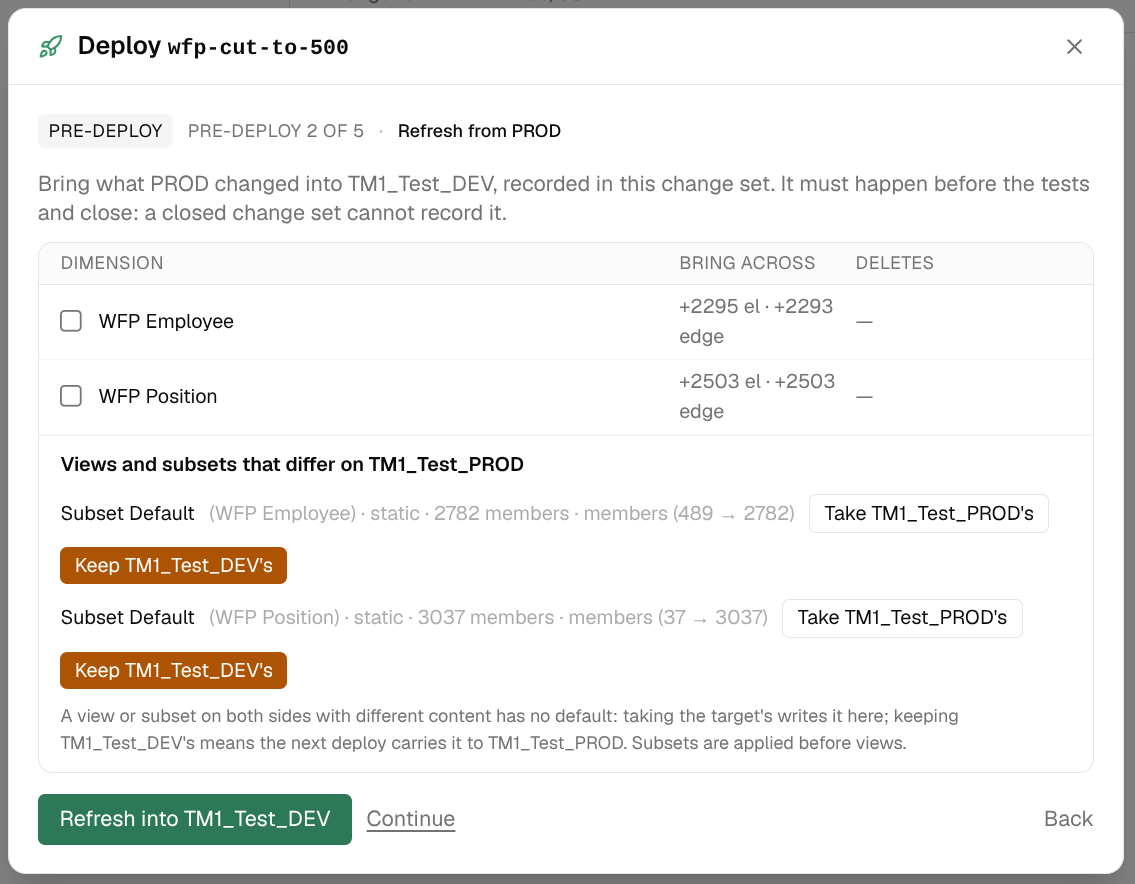 Deploy wfp-cut-to-500
PRE-DEPLOY PRE-DEPLOY 2 OF 5 · Refresh from PROD
Bring what PROD changed into TM1_Test_DEV, recorded in this change set. It must happen before the tests
and close: a closed change set cannot record it.
DIMENSION BRING ACROSS DELETES
WFP Employee +2295 el · +2293 edge —
WFP Position +2503 el · +2503 edge —
Views and subsets that differ on TM1_Test_PROD
Subset Default (WFP Employee) · static · 2782 members · members (489 → 2782) Take TM1_Test_PROD's
Keep TM1_Test_DEV's
Subset Default (WFP Position) · static · 3037 members · members (37 → 3037) Take TM1_Test_PROD's
Keep TM1_Test_DEV's
A view or subset on both sides with different content has no default: taking the target's writes it here; keeping
TM1_Test_DEV's means the next deploy carries it to TM1_Test_PROD. Subsets are applied before views.
Refresh into TM1_Test_DEV Continue Back